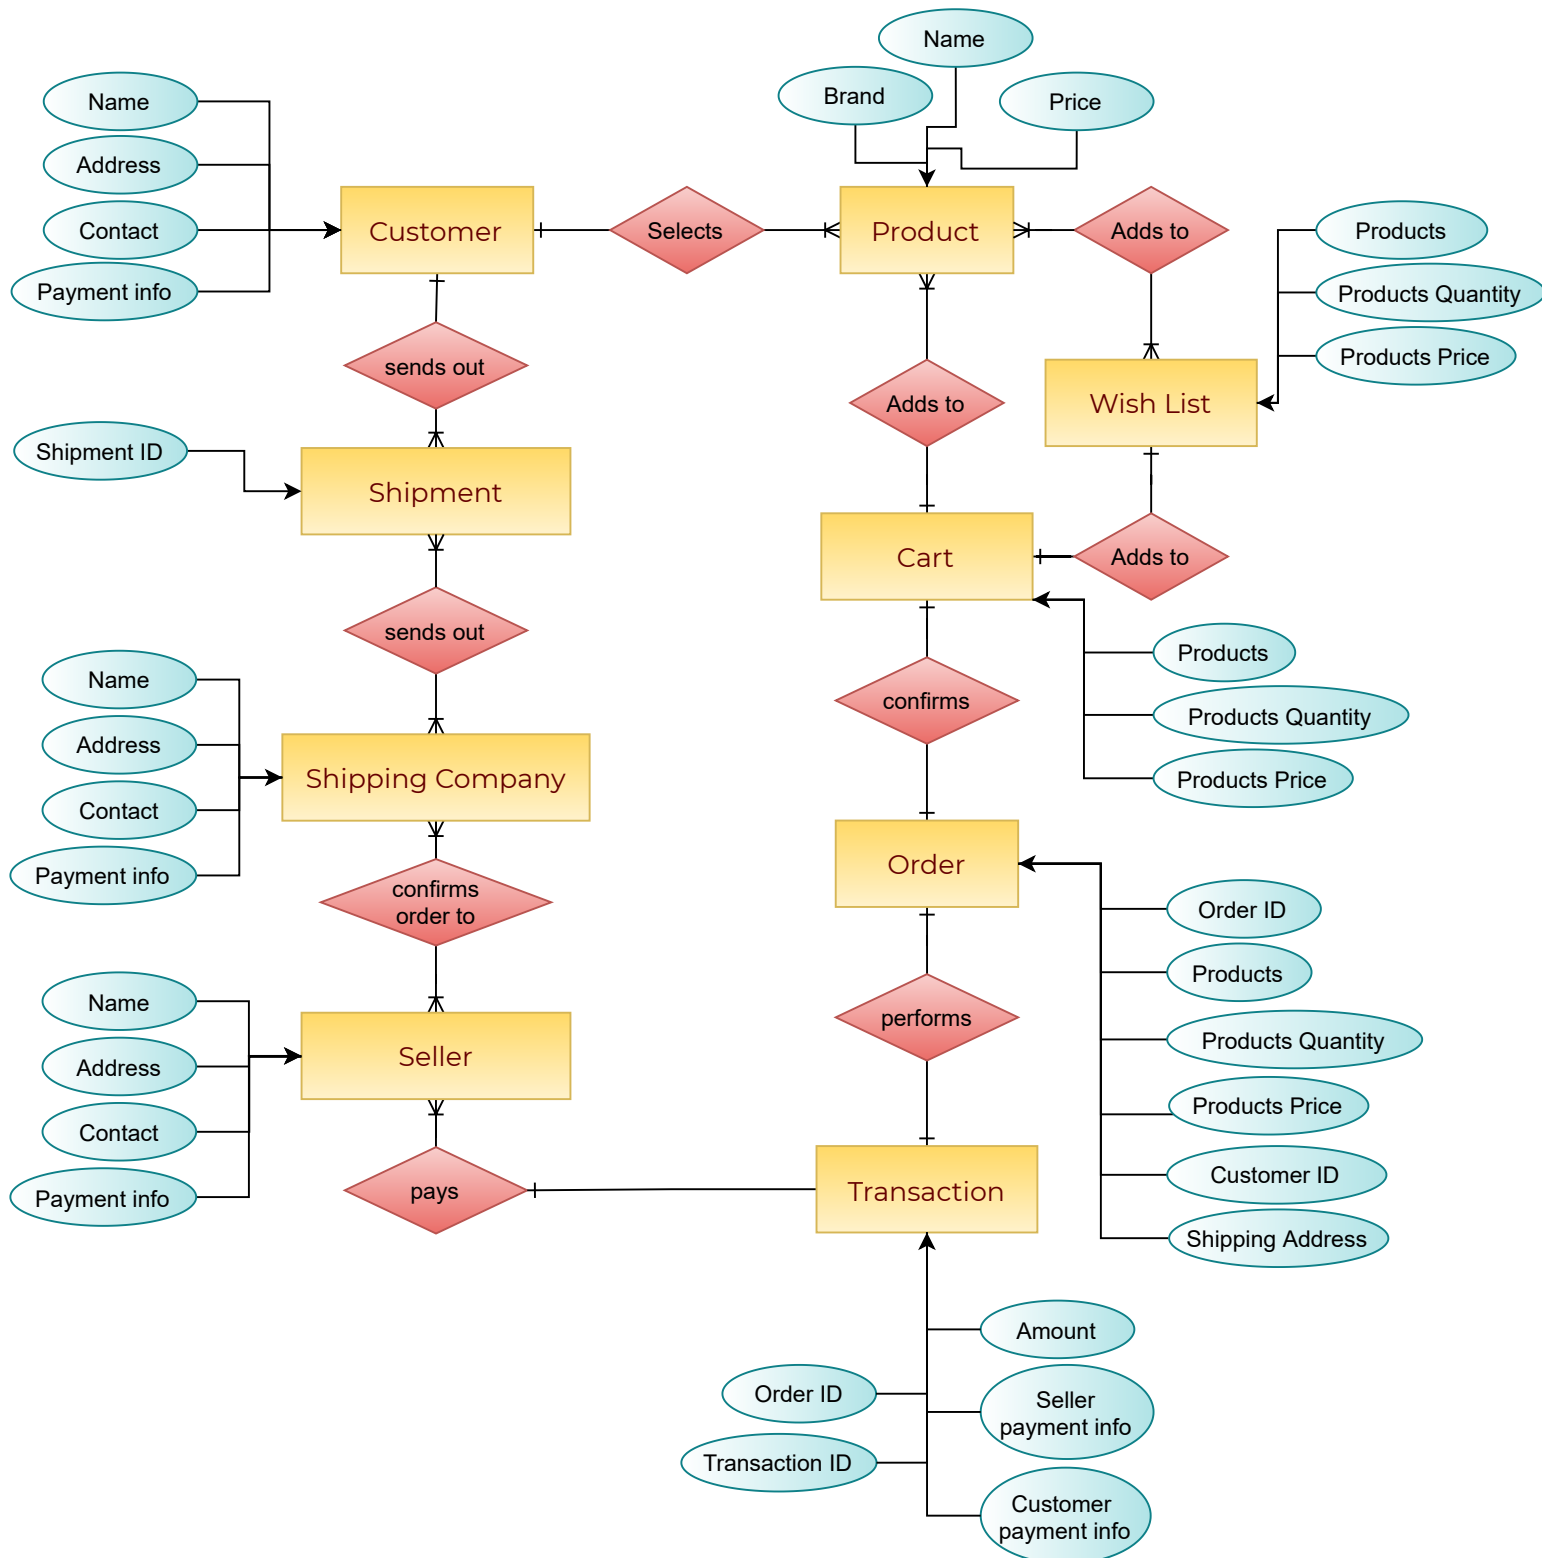 Name
Brand
Price
Name
Address
Contact
Payment info
Customer
Selects
Product
Adds to
Products
Products Quantity
Products Price
sends out
Adds to
Wish List
Shipment ID
Shipment
Cart
Adds to
sends out
Products
Products Quantity
Products Price
confirms
Name
Address
Contact
Payment info
Shipping Company
Order
confirms
order to
Order ID
Products
Products Quantity
Products Price
Customer ID
Shipping Address
performs
Name
Address
Contact
Payment info
Seller
pays
Transaction
Amount
Order ID
Seller
payment info
Transaction ID
Customer
payment info